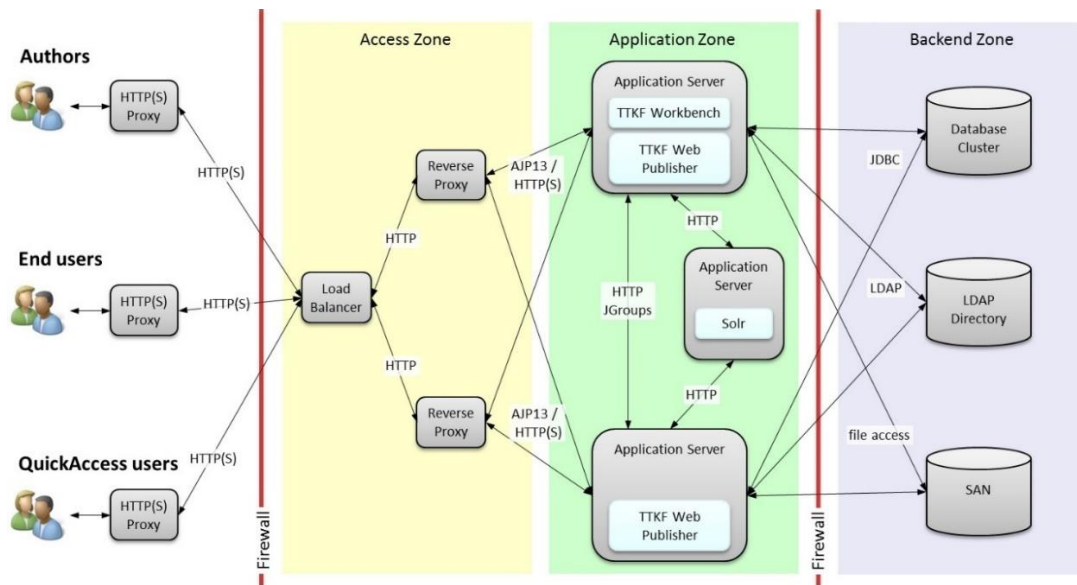 Access Zone
Application Zone
Backend Zone
Authors
HTTP(S)
Proxy
HTTP(S)
End users
HTTP(S)
Proxy
HTTP(S)
QuickAccess users
HTTP(S)
Proxy
HTTP(S)
Firewall
Load
Balancer
HTTP
HTTP
Reverse
Proxy
Reverse
Proxy
AJP13 /
HTTP(S)
AJP13 /
HTTP(S)
Application Server
TTKF Workbench
TTKF Web
Publisher
HTTP
HTTP
JGroups
Application
Server
Solr
HTTP
Application Server
TTKF Web
Publisher
Firewall
JDBC
LDAP
file access
Database
Cluster
LDAP
Directory
SAN